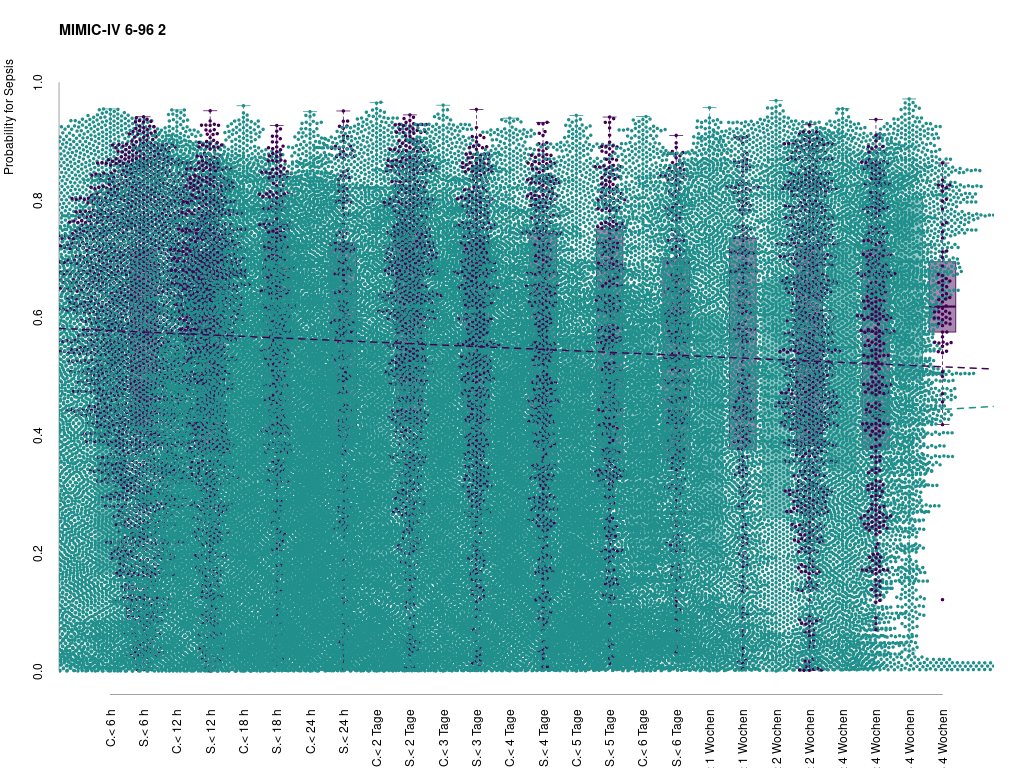 MIMIC-IV 6-96 2
Probability for Sepsis
1.0
0.8
0.6
0.4
0.2
0.0
C.< 6 h
S.< 6 h
C.< 12 h
S.< 12 h
C.< 18 h
S.< 18 h
C.< 24 h
S.< 24 h
C.< 2 Tage
S.< 2 Tage
C.< 3 Tage
S.< 3 Tage
C.< 4 Tage
S.< 4 Tage
C.< 5 Tage
S.< 5 Tage
C.< 6 Tage
S.< 6 Tage
1 Wochen
1 Wochen
2 Wochen
2 Wochen
4 Wochen
4 Wochen
4 Wochen
4 Wochen